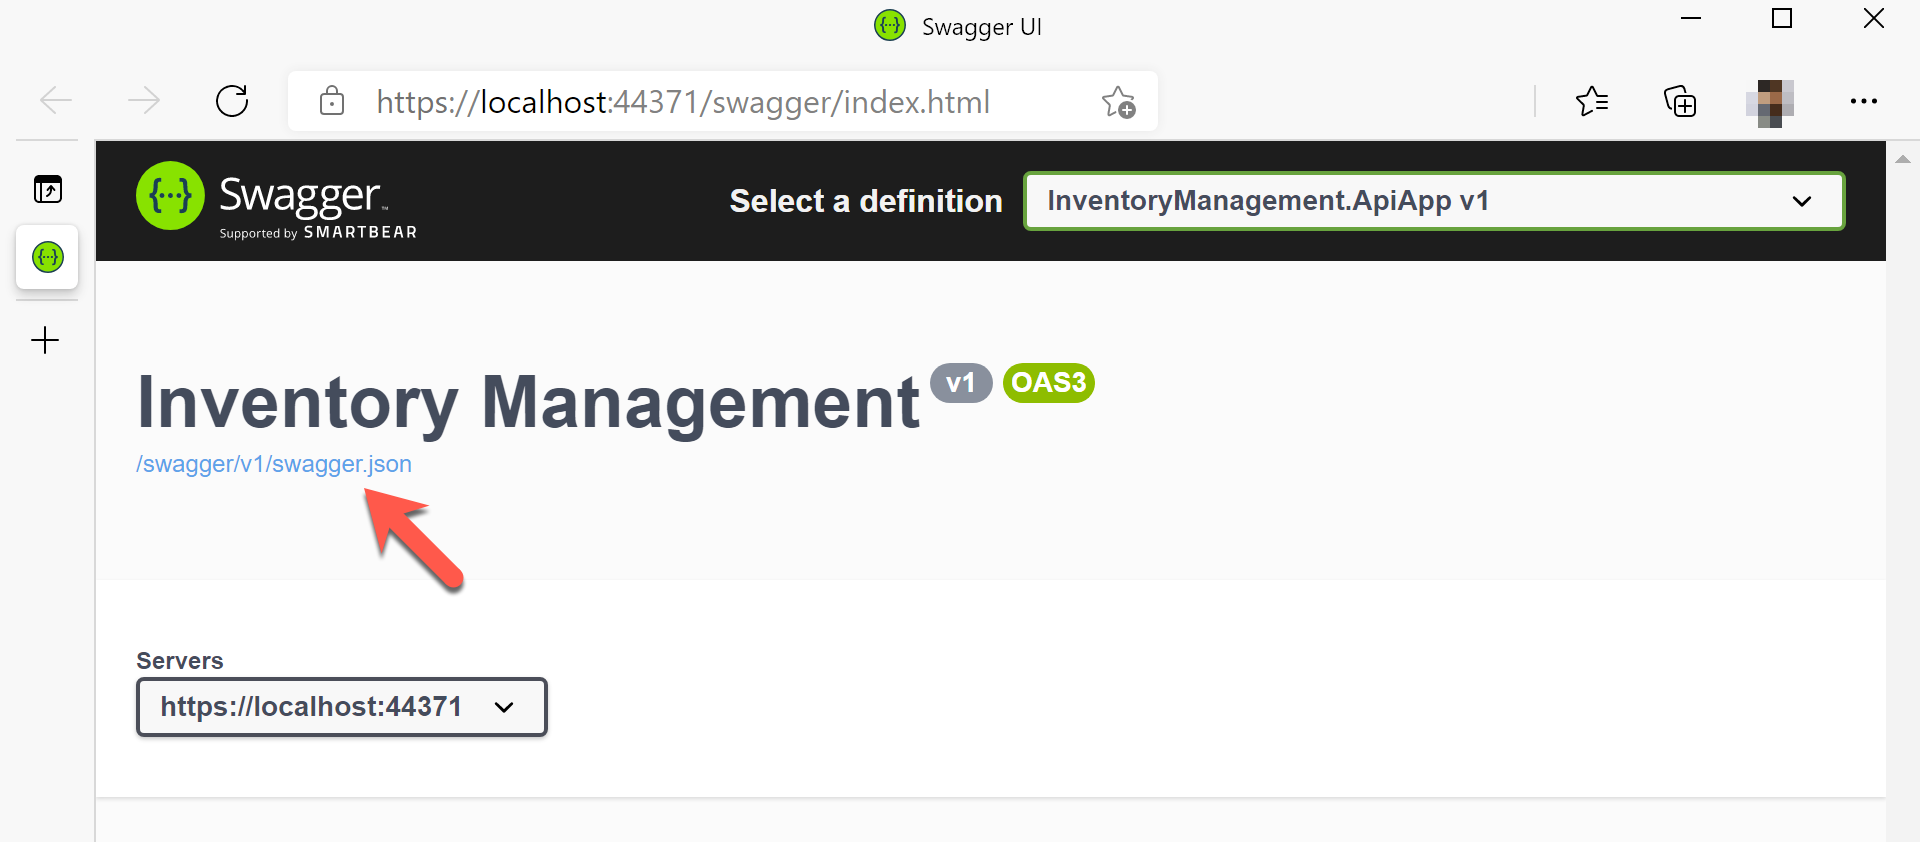 Swagger UI
https://localhost:44371/swagger/index.html
{···} Swagger™
Supported by SMARTBEAR
Select a definition
InventoryManagement.ApiApp v1
Inventory Management v1 OAS3
/swagger/v1/swagger.json
Servers
https://localhost:44371